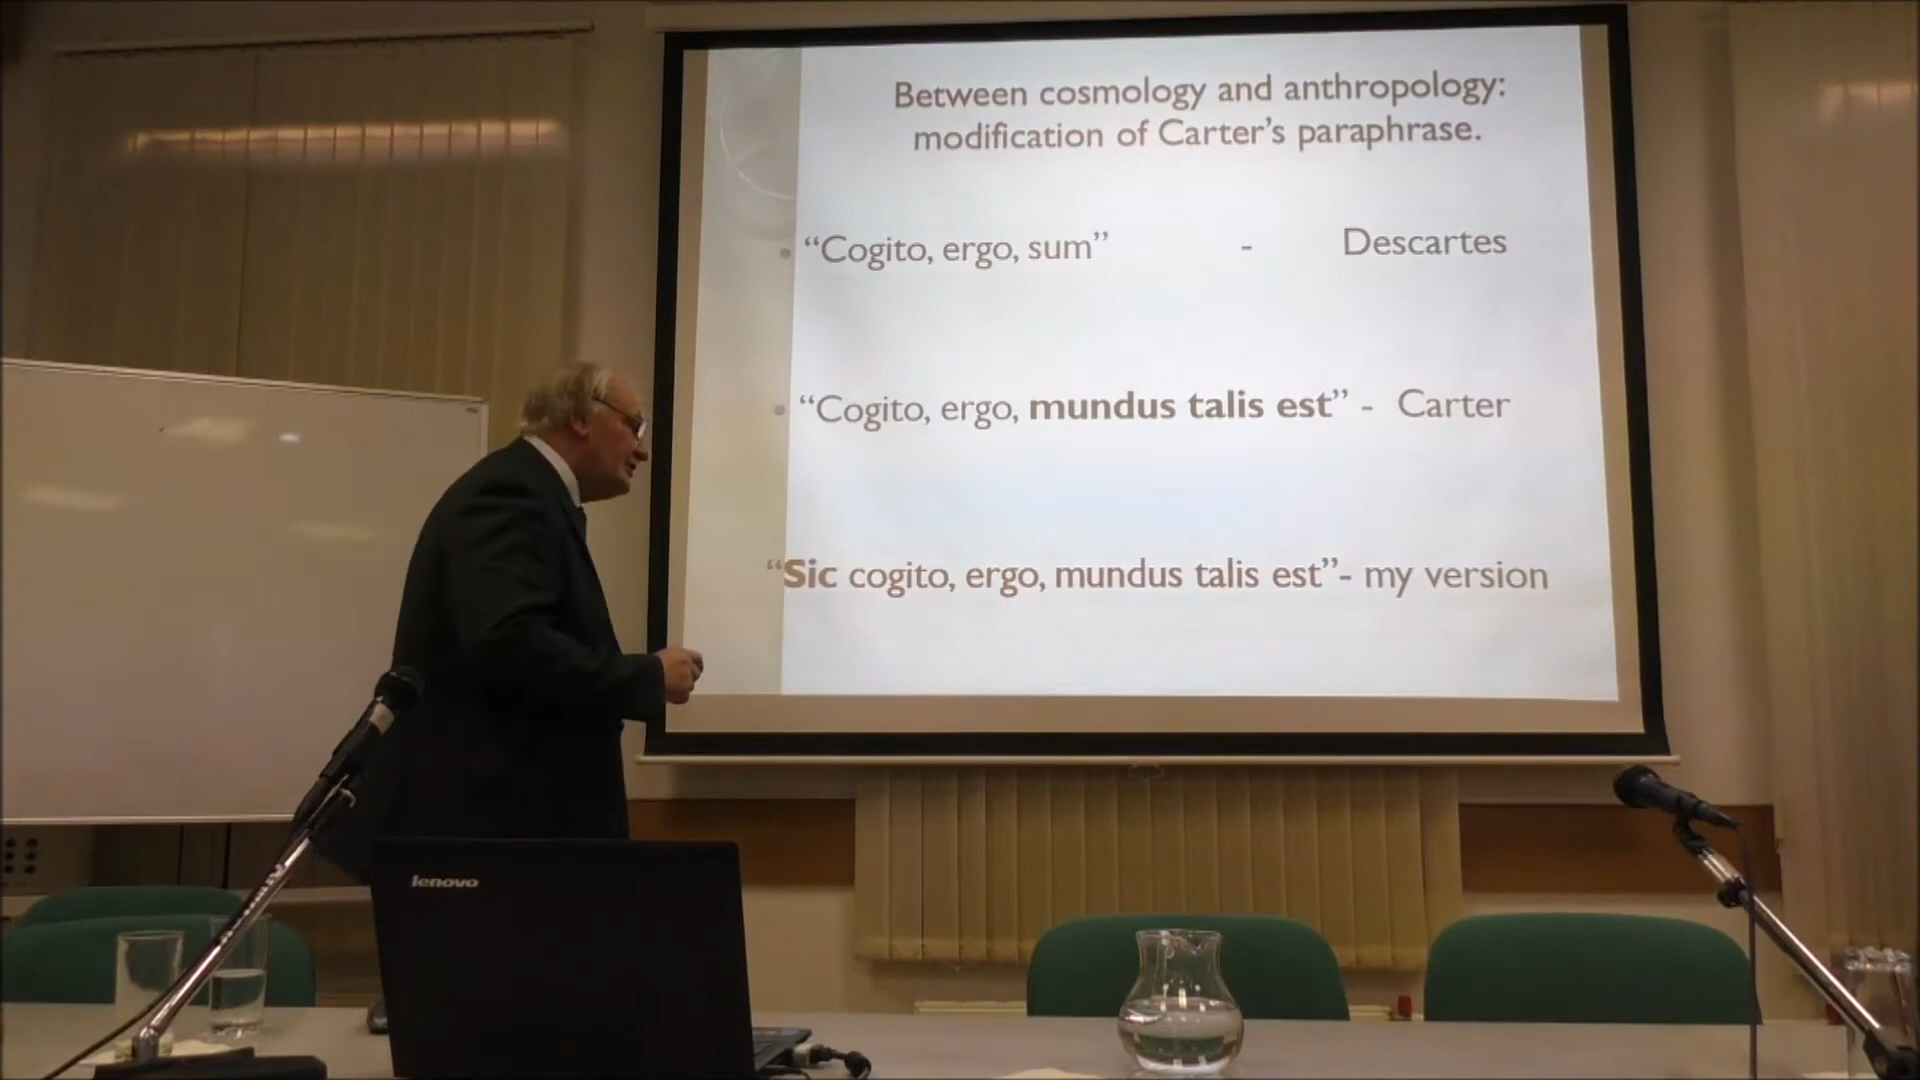 Between cosmology and anthropology:
modification of Carter's paraphrase.
“Cogito, ergo, sum” - Descartes
“Cogito, ergo, mundus talis est” - Carter
“Sic cogito, ergo, mundus talis est”- my version
lenovo